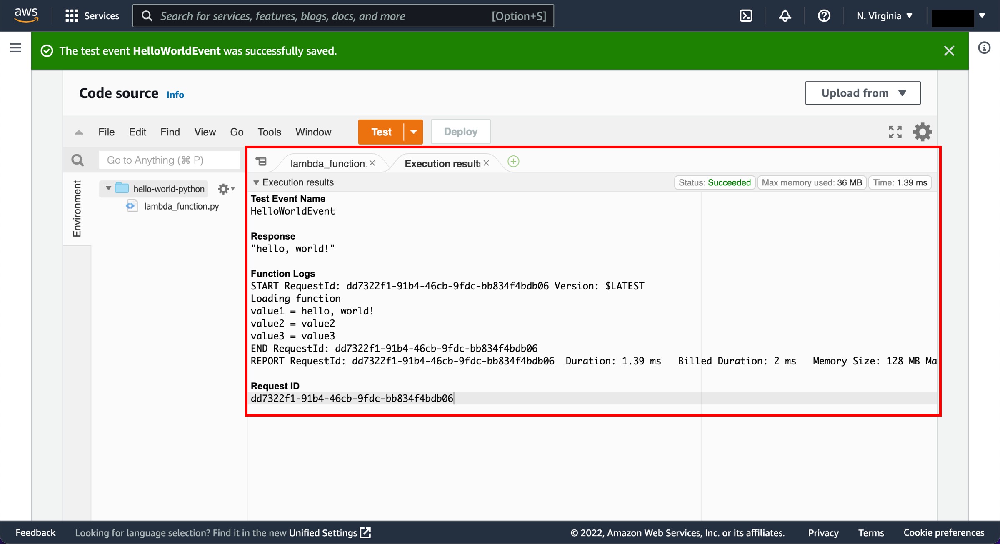 aws Services Search for services, features, blogs, docs, and more [Option+S] N. Virginia
The test event HelloWorldEvent was successfully saved.
Code source Info Upload from
File Edit Find View Go Tools Window Test Deploy
Go to Anything (⌘ P) lambda_function. Execution results
Execution results Status: Succeeded Max memory used: 36 MB Time: 1.39 ms
Environment
hello-world-python
lambda_function.py
Test Event Name
HelloWorldEvent
Response
"hello, world!"
Function Logs
START RequestId: dd7322f1-91b4-46cb-9fdc-bb834f4bdb06 Version: $LATEST
Loading function
value1 = hello, world!
value2 = value2
value3 = value3
END RequestId: dd7322f1-91b4-46cb-9fdc-bb834f4bdb06
REPORT RequestId: dd7322f1-91b4-46cb-9fdc-bb834f4bdb06 Duration: 1.39 ms Billed Duration: 2 ms Memory Size: 128 MB Ma
Request ID
dd7322f1-91b4-46cb-9fdc-bb834f4bdb06
Feedback Looking for language selection? Find it in the new Unified Settings © 2022, Amazon Web Services, Inc. or its affiliates. Privacy Terms Cookie preferences